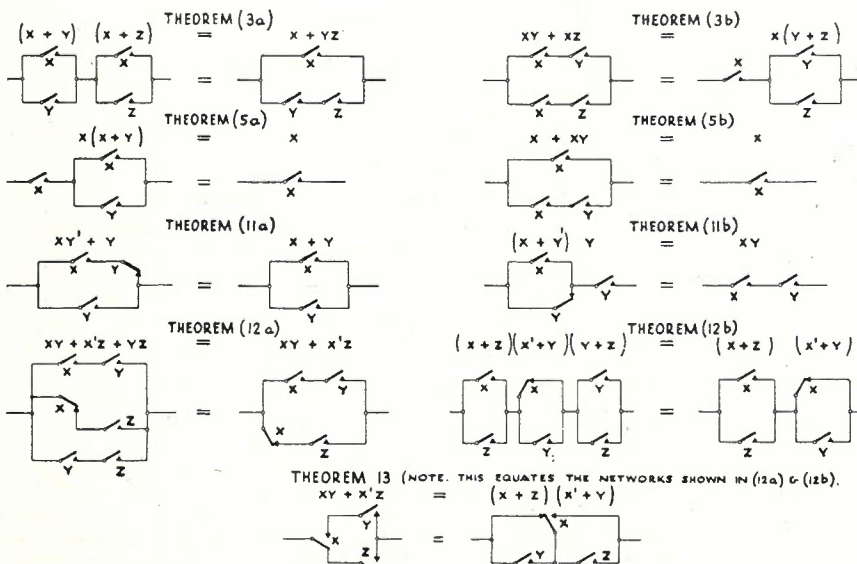 THEOREM (3a)
(X + Y) (X + Z) = X + YZ
X X = X
Y Z Y Z
THEOREM (3b)
XY + XZ = X(Y + Z)
X Y = X Y
X Z Z
THEOREM (5a)
X(X + Y) = X
X X = X
Y
THEOREM (5b)
X + XY = X
X = X
X Y
THEOREM (11a)
XY' + Y = X + Y
X Y = X
Y Y
THEOREM (11b)
(X + Y') Y = XY
X Y = X Y
Y
THEOREM (12a)
XY + X'Z + YZ = XY + X'Z
X Y X Y
X Z = X Z
Y Z
THEOREM (12b)
(X+Z)(X'+Y)(Y+Z) = (X+Z) (X'+Y)
X X Y = X X
Z Y Z Z Y
THEOREM 13 (NOTE. THIS EQUATES THE NETWORKS SHOWN IN (12a) & (12b).
XY + X'Z = (X + Z) (X' + Y)
Y X
X
Z = Y Z